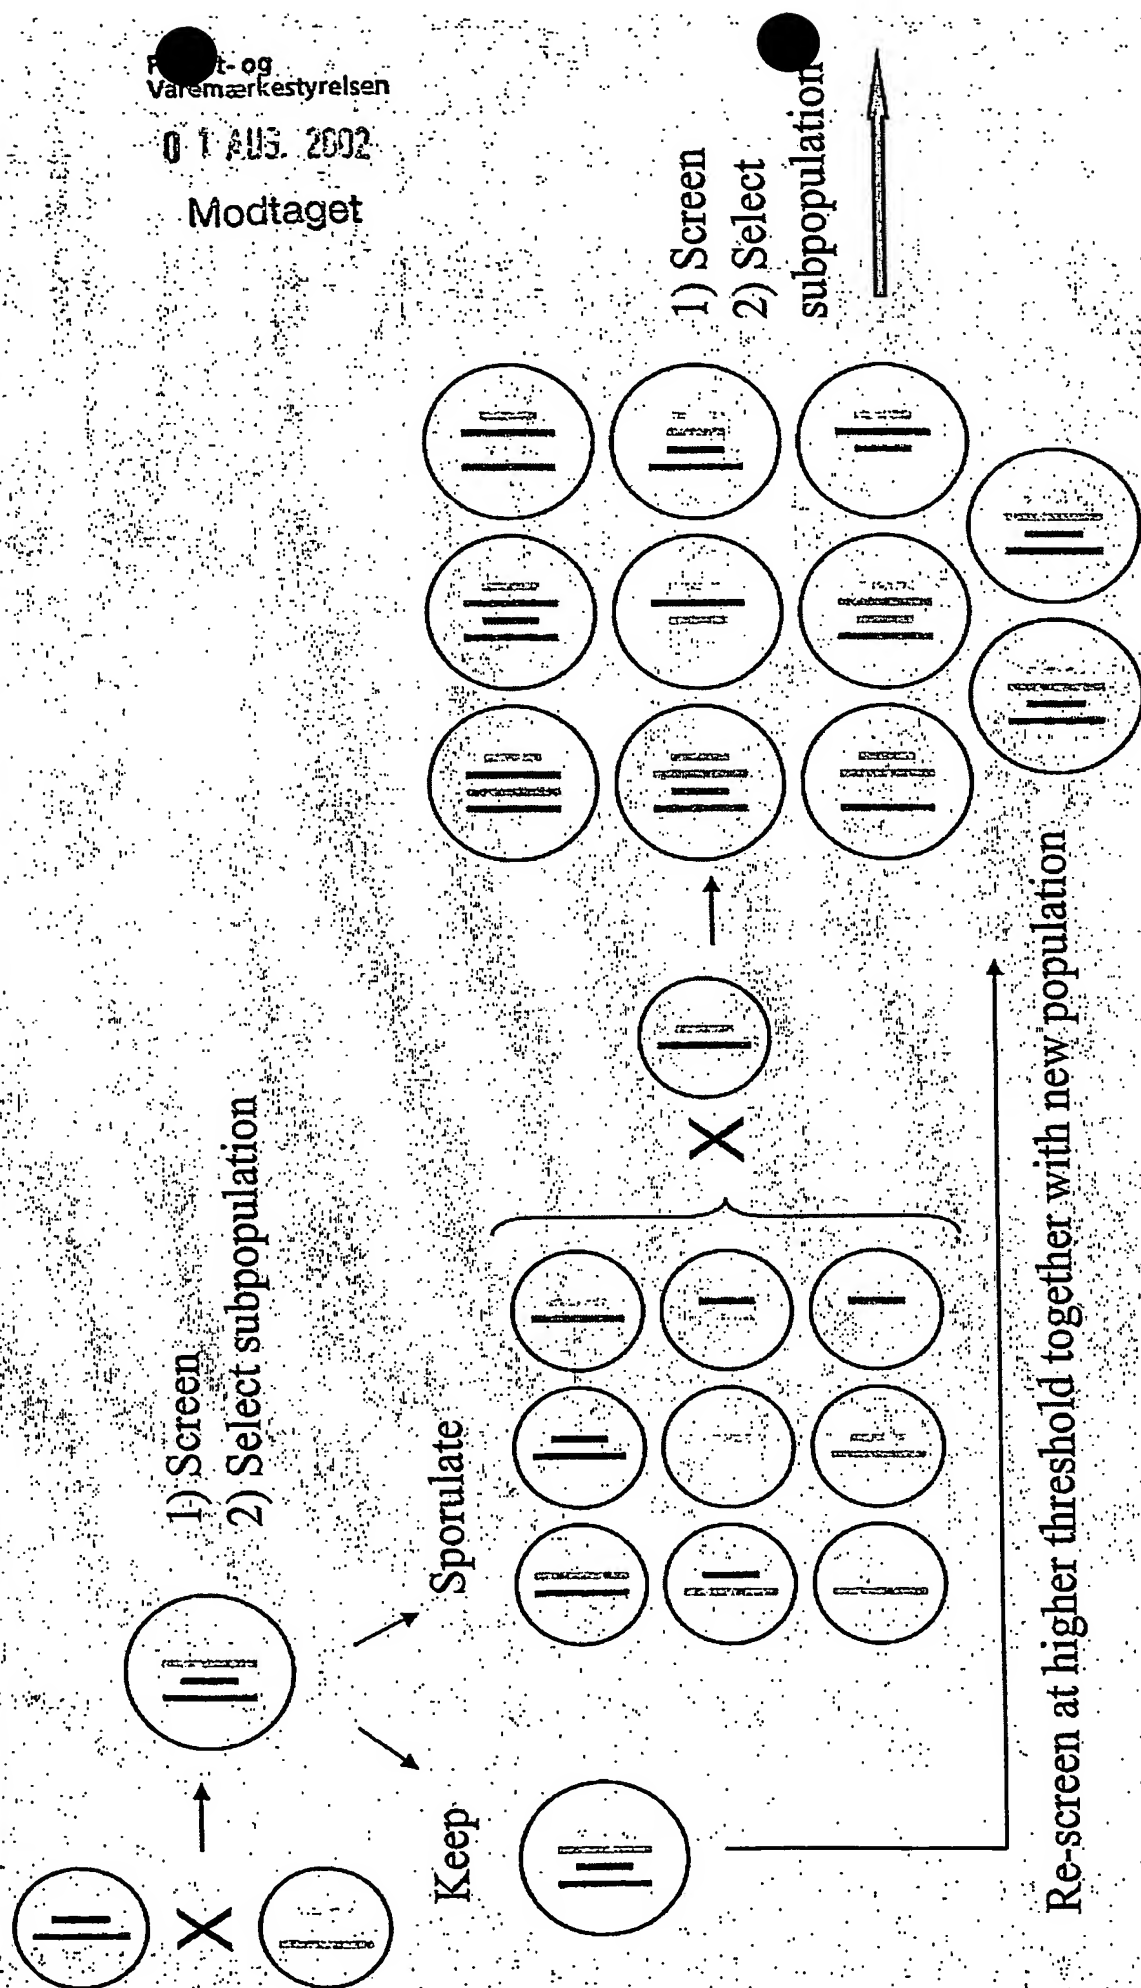 Varemærkestyrelsen
0 1 AUG. 2002
Modtaget
1) Screen
2) Select subpopulation
Keep
Sporulate
X
X
1) Screen
2) Select
subpopulation
Re-screen at higher threshold together with new population